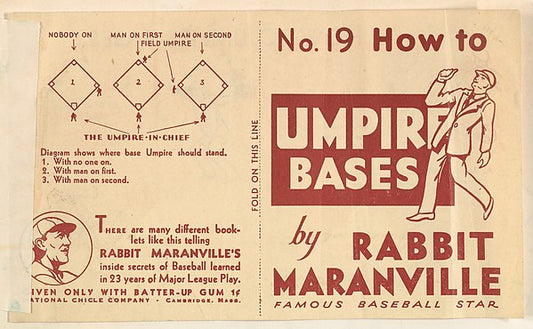 NOBODY ON
MAN ON FIRST
MAN ON SECOND
FIELD UMPIRE
1
2
3
THE UMPIRE-IN-CHIEF
Diagram shows where base Umpire should stand.
1. With no one on.
2. With man on first.
3. With man on second.
THERE are many different book-
lets like this telling
RABBIT MARANVILLE'S
inside secrets of Baseball learned
in 23 years of Major League Play.
IVEN ONLY WITH BATTER-UP GUM 1¢
ATIONAL CHICLE COMPANY • CAMBRIDGE, MASS.
FOLD ON THIS LINE
No. 19 How to
UMPIRE
BASES
by RABBIT
MARANVILLE
FAMOUS BASEBALL STAR